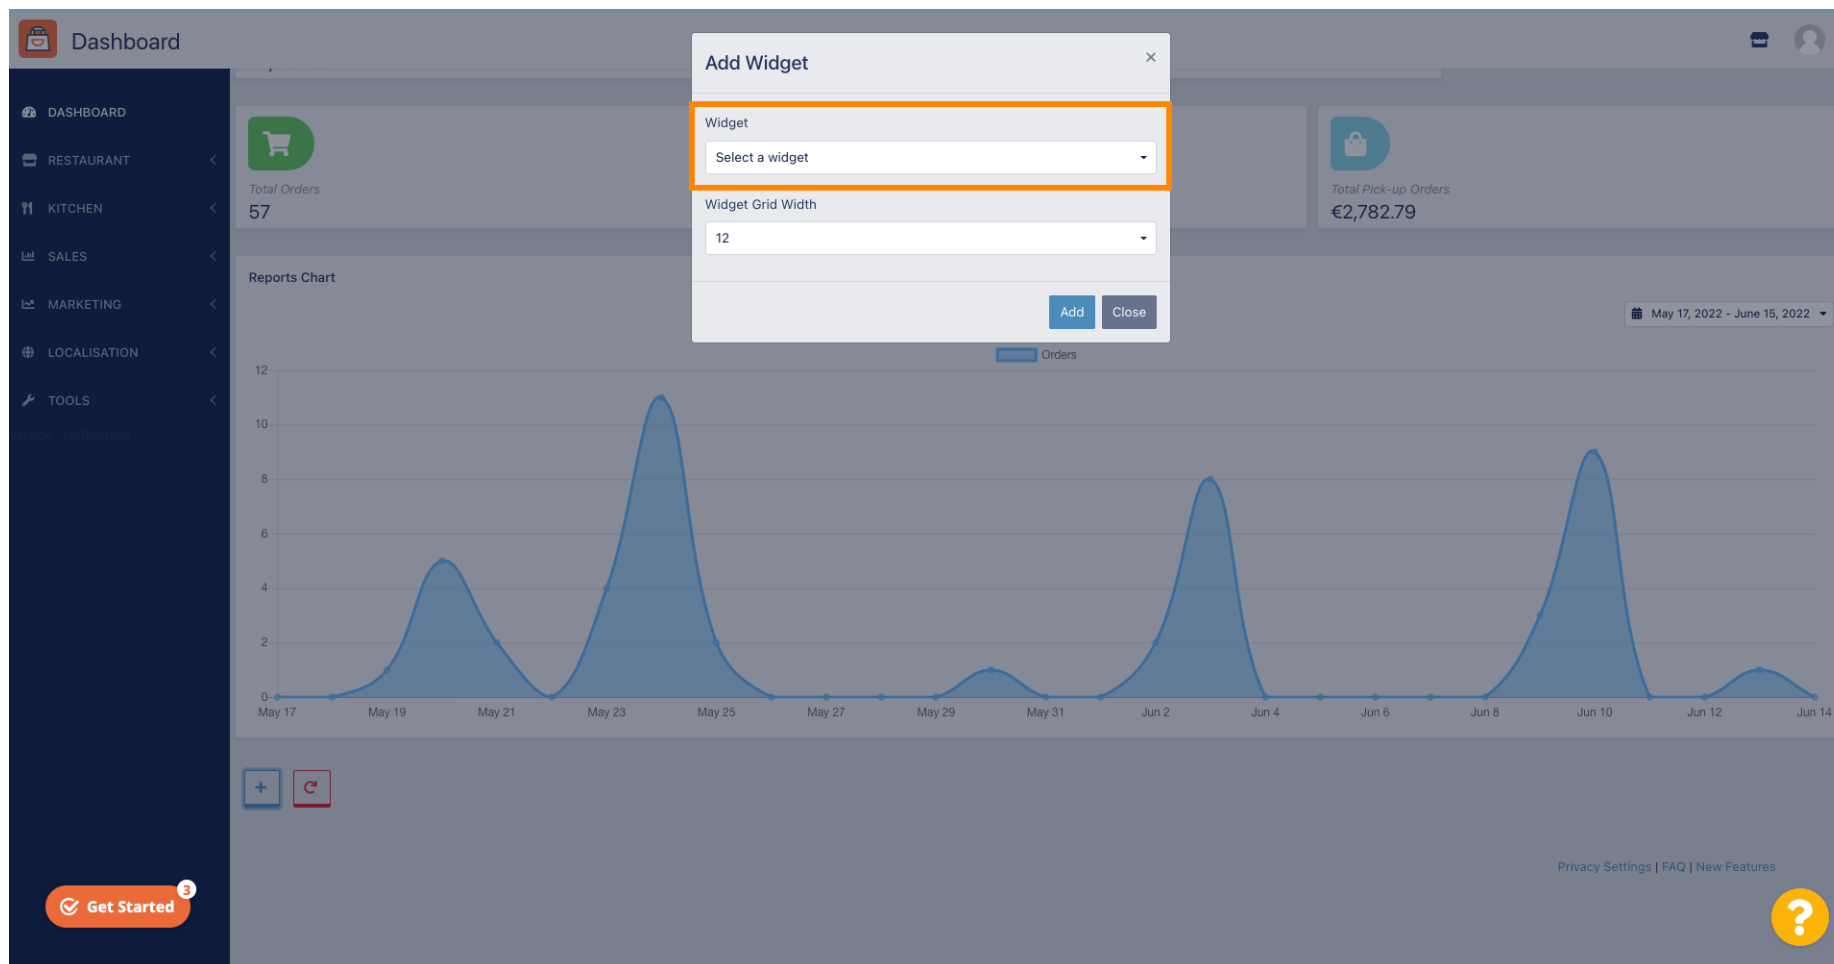 Dashboard
Add Widget
×
DASHBOARD
RESTAURANT
KITCHEN
SALES
MARKETING
LOCALISATION
TOOLS
Widget
Select a widget
Widget Grid Width
12
Add
Close
Total Orders
57
Total Pick-up Orders
€2,782.79
Reports Chart
May 17, 2022 - June 15, 2022
Orders
12
10
8
6
4
2
0
May 17 May 19 May 21 May 23 May 25 May 27 May 29 May 31 Jun 2 Jun 4 Jun 6 Jun 8 Jun 10 Jun 12 Jun 14
+
Privacy Settings | FAQ | New Features
Get Started
3
?